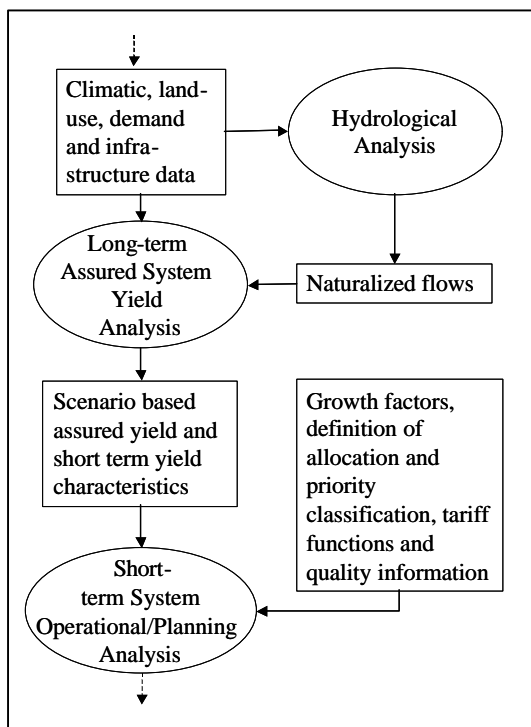 Climatic, land-
use, demand
and infra-
structure data
Hydrological
Analysis
Long-term
Assured System
Yield
Analysis
Naturalized flows
Scenario based
assured yield and
short term yield
characteristics
Growth factors,
definition of
allocation and
priority
classification, tariff
functions and
quality information
Short-
term System
Operational/Planning
Analysis